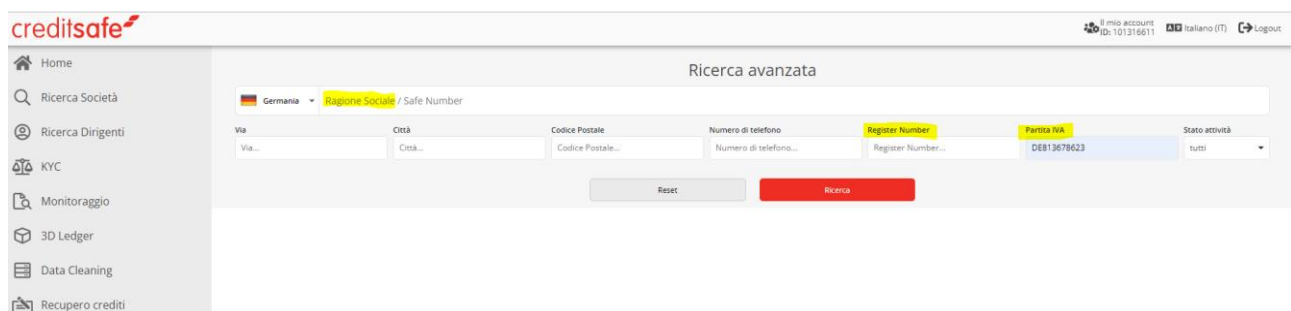 creditsafe
Il mio account
ID: 101316611
Italiano (IT)
Logout
Home
Ricerca Società
Ricerca Dirigenti
KYC
Monitoraggio
3D Ledger
Data Cleaning
Recupero crediti
Ricerca avanzata
Germania
Ragione Sociale / Safe Number
Via
Città
Codice Postale
Numero di telefono
Register Number
Partita IVA
Stato attività
Via...
Città...
Codice Postale...
Numero di telefono...
Register Number...
DE813678623
tutti
Reset
Ricerca